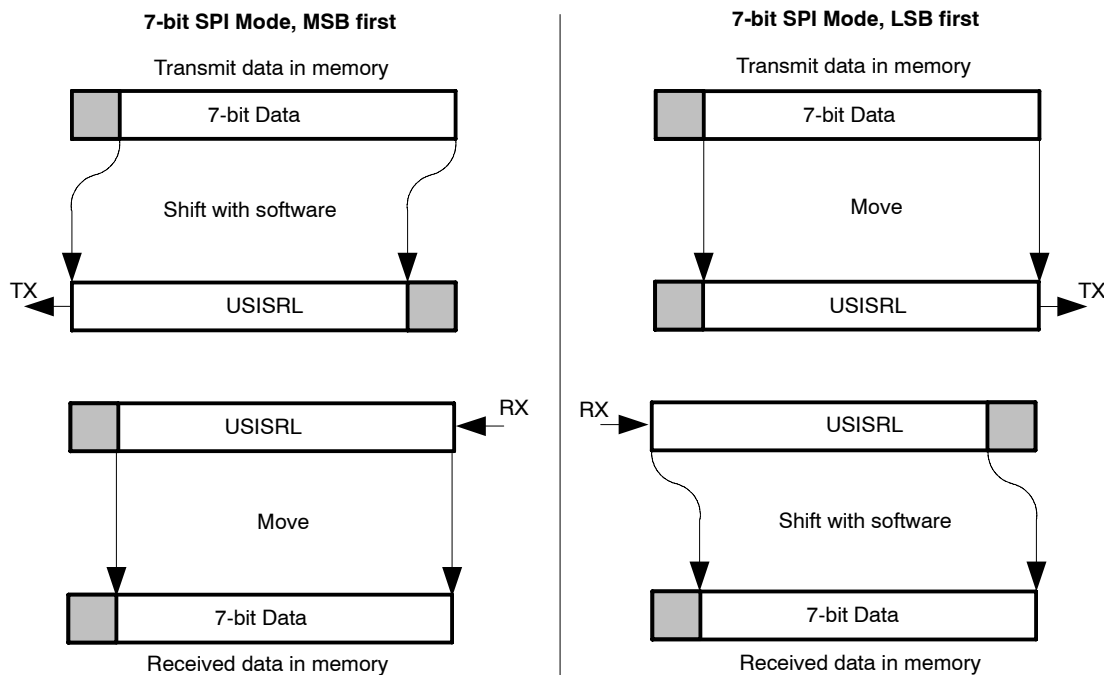 7-bit SPI Mode, MSB first
Transmit data in memory
7-bit Data
Shift with software
TX
USISRL
USISRL
RX
Move
7-bit Data
Received data in memory
7-bit SPI Mode, LSB first
Transmit data in memory
7-bit Data
Move
USISRL
TX
RX
USISRL
Shift with software
7-bit Data
Received data in memory